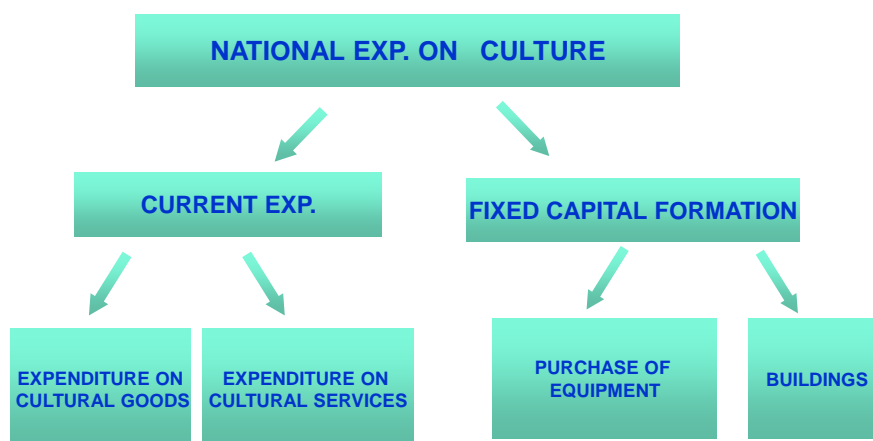 NATIONAL EXP. ON CULTURE
CURRENT EXP.
FIXED CAPITAL FORMATION
EXPENDITURE ON
CULTURAL GOODS
EXPENDITURE ON
CULTURAL SERVICES
PURCHASE OF
EQUIPMENT
BUILDINGS